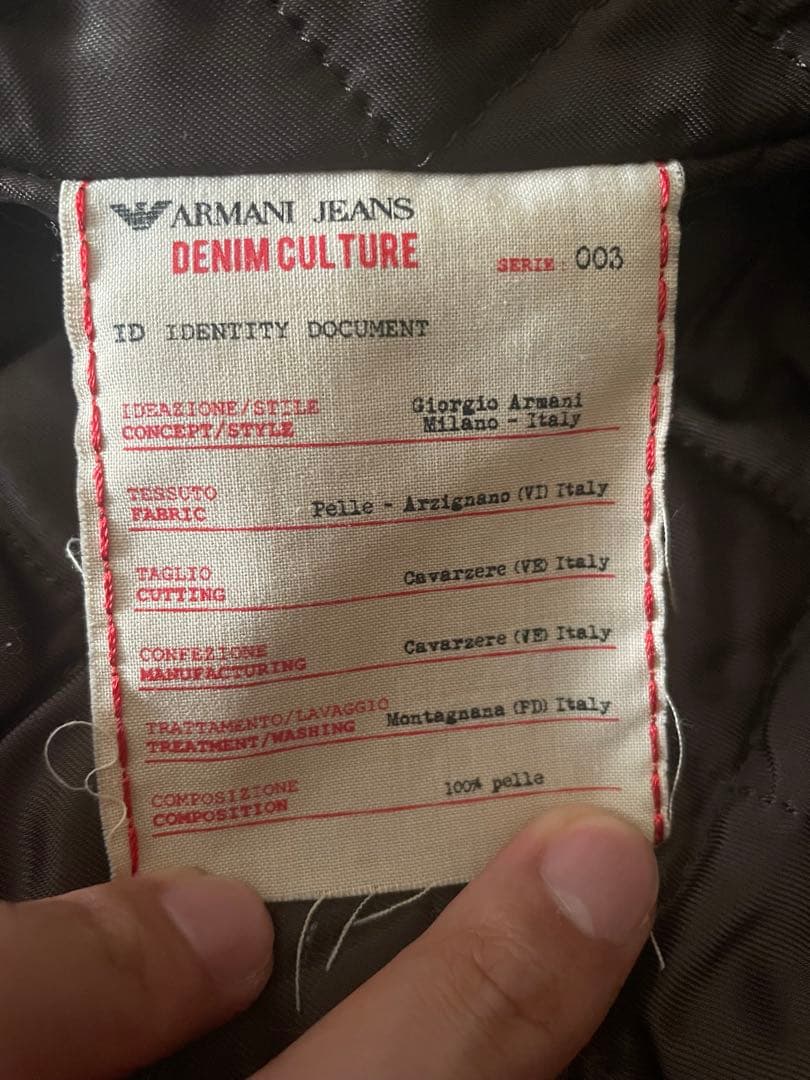 ARMANI JEANS
DENIM CULTURE
SERIE: 003
ID IDENTITY DOCUMENT
IDEAZIONE/STILE
CONCEPT/STYLE
Giorgio Armani
Milano - Italy
TESSUTO
FABRIC
Pelle - Arzignano (VI) Italy
TAGLIO
CUTTING
Cavarzere (VE) Italy
CONFEZIONE
MANUFACTURING
Cavarzere (VE) Italy
TRATTAMENTO/LAVAGGIO
TREATMENT/WASHING
Montagnana (PD) Italy
COMPOSIZIONE
COMPOSITION
100% pelle